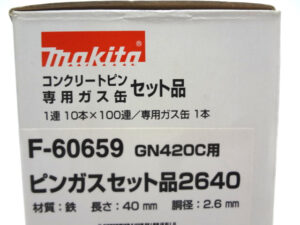 makita
コンクリートピン
専用ガス缶 セット品
1連 10本×100連／専用ガス缶 1本
F-60659 GN420C用
ピンガスセット品2640
材質：鉄 長さ：40 mm 胴径：2.6 mm